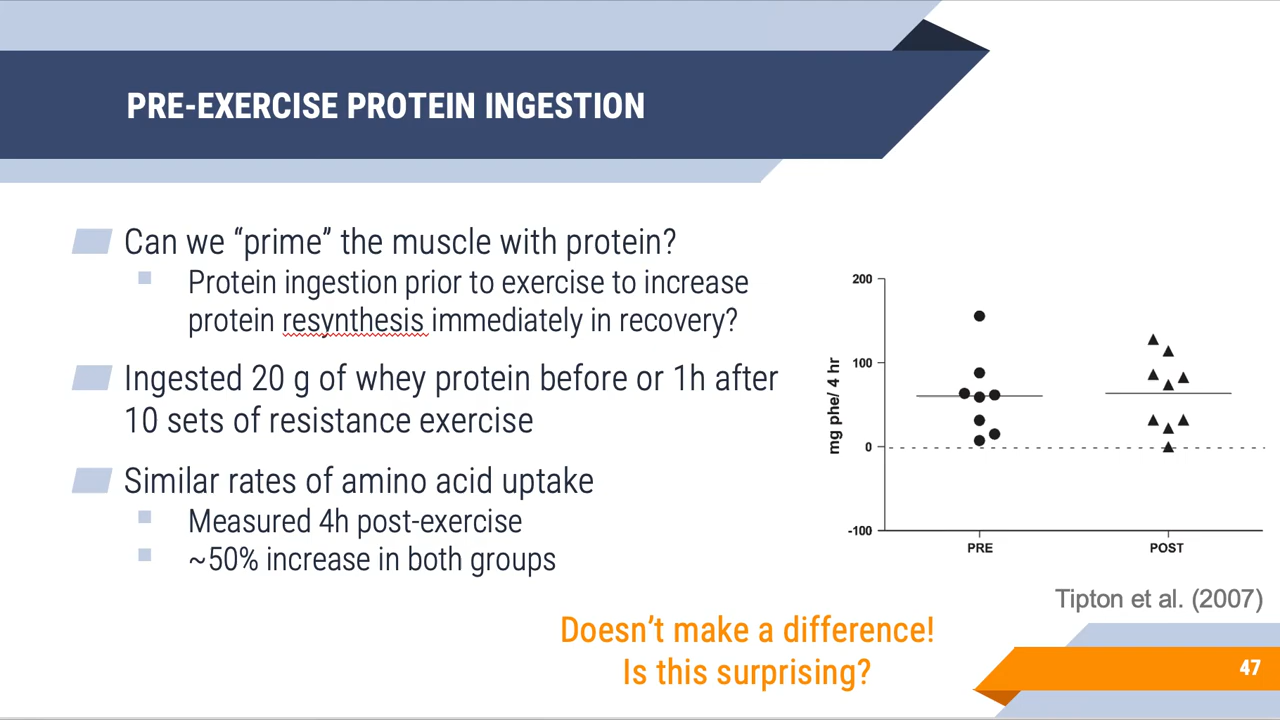 PRE-EXERCISE PROTEIN INGESTION
Can we “prime” the muscle with protein?
Protein ingestion prior to exercise to increase
protein resynthesis immediately in recovery?
Ingested 20 g of whey protein before or 1h after
10 sets of resistance exercise
Similar rates of amino acid uptake
Measured 4h post-exercise
~50% increase in both groups
mg phe/ 4 hr
200
100
0
-100
PRE
POST
Tipton et al. (2007)
Doesn’t make a difference!
Is this surprising?
47